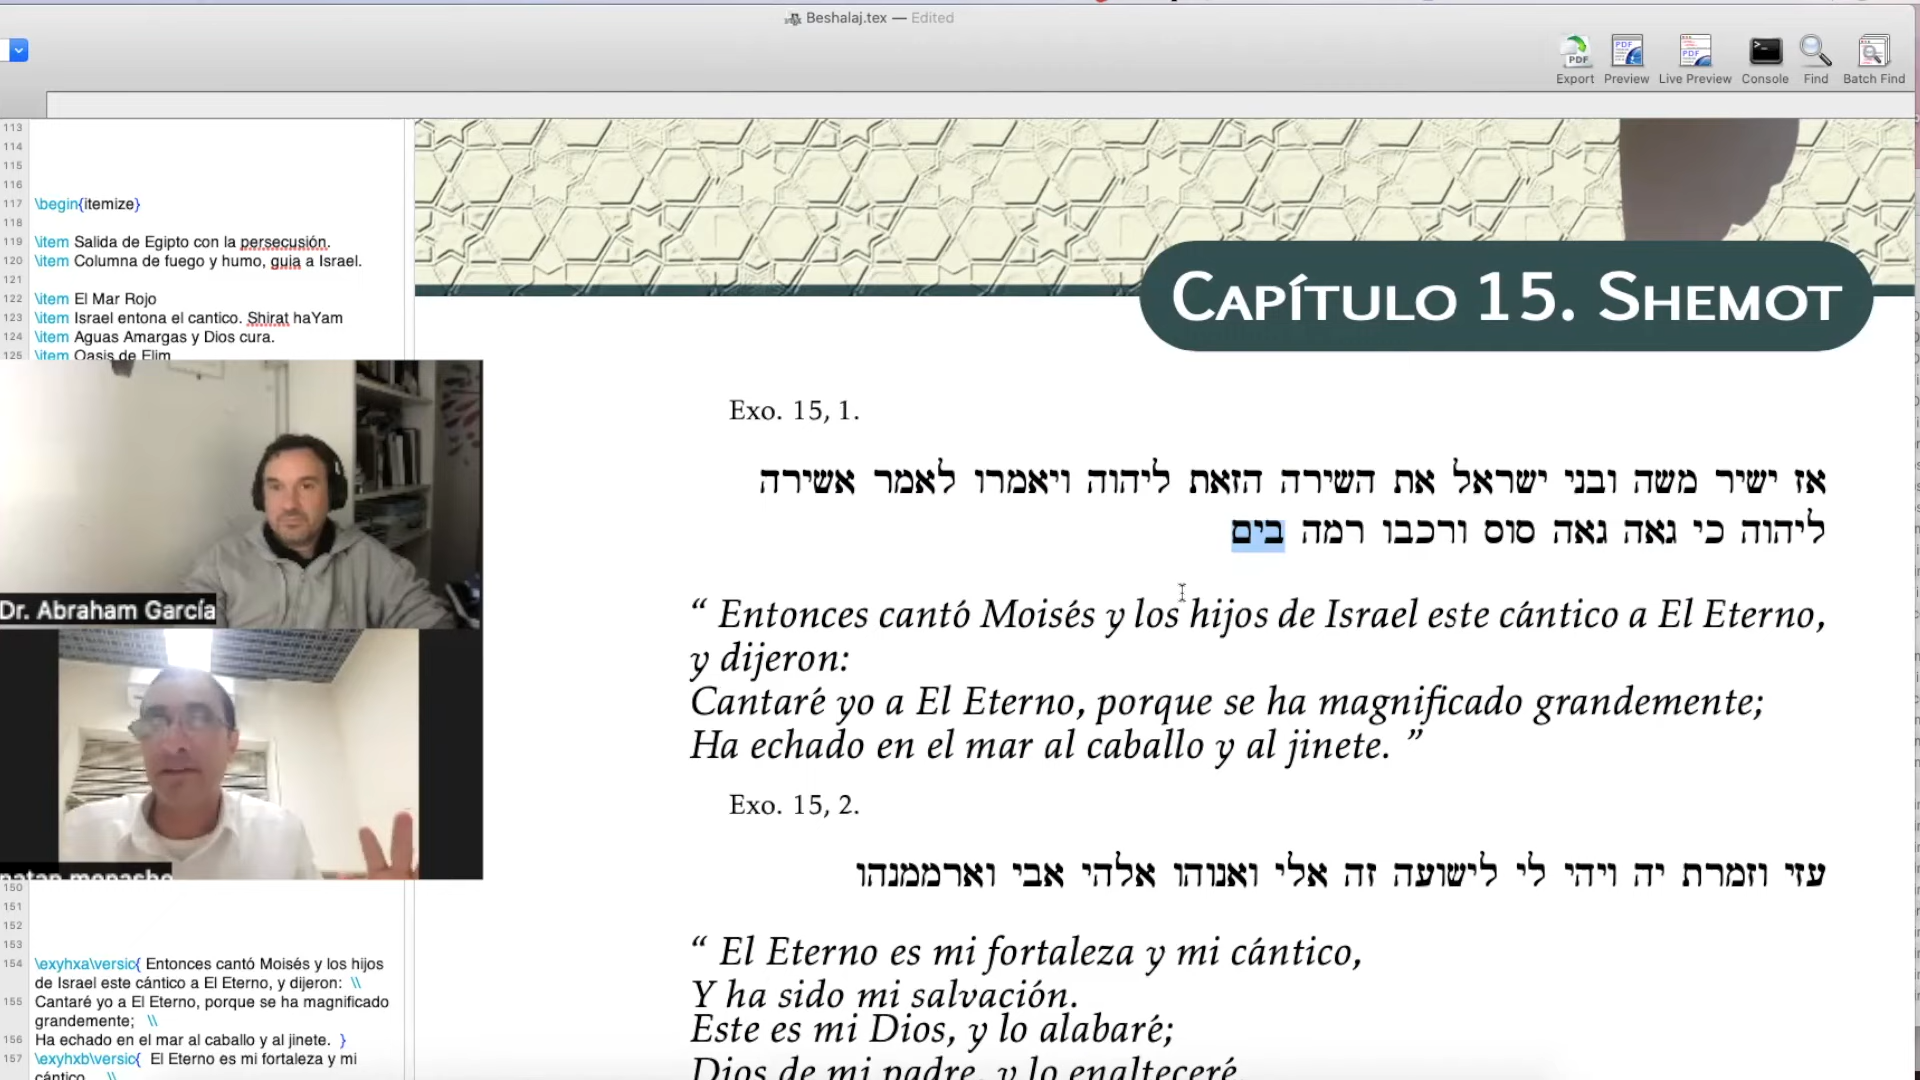 Beshalaj.tex — Edited
Export Preview Live Preview Console Find Batch Find
113
114
115
116
117 \begin{itemize}
118
119 \item Salida de Egipto con la persecusión.
120 \item Columna de fuego y humo, guia a Israel.
121
122 \item El Mar Rojo
123 \item Israel entona el cantico. Shirat haYam
124 \item Aguas Amargas y Dios cura.
125 \item Oasis de Elim
Dr. Abraham García
natan monashe
150
151
152
153
154 \exyhxa\versic{ Entonces cantó Moisés y los hijos
de Israel este cántico a El Eterno, y dijeron: \\
155 Cantaré yo a El Eterno, porque se ha magnificado
grandemente; \\
156 Ha echado en el mar al caballo y al jinete. }
157 \exyhxb\versic{ El Eterno es mi fortaleza y mi
cántico, \\
Capítulo 15. Shemot
Exo. 15, 1.
אז ישיר משה ובני ישראל את השירה הזאת ליהוה ויאמרו לאמר אשירה
ליהוה כי גאה גאה סוס ורכבו רמה בים
“ Entonces cantó Moisés y los hijos de Israel este cántico a El Eterno,
y dijeron:
Cantaré yo a El Eterno, porque se ha magnificado grandemente;
Ha echado en el mar al caballo y al jinete. ”
Exo. 15, 2.
עזי וזמרת יה ויהי לי לישועה זה אלי ואנוהו אלהי אבי וארממנהו
“ El Eterno es mi fortaleza y mi cántico,
Y ha sido mi salvación.
Este es mi Dios, y lo alabaré;
Dios de mi padre, y lo enalteceré.